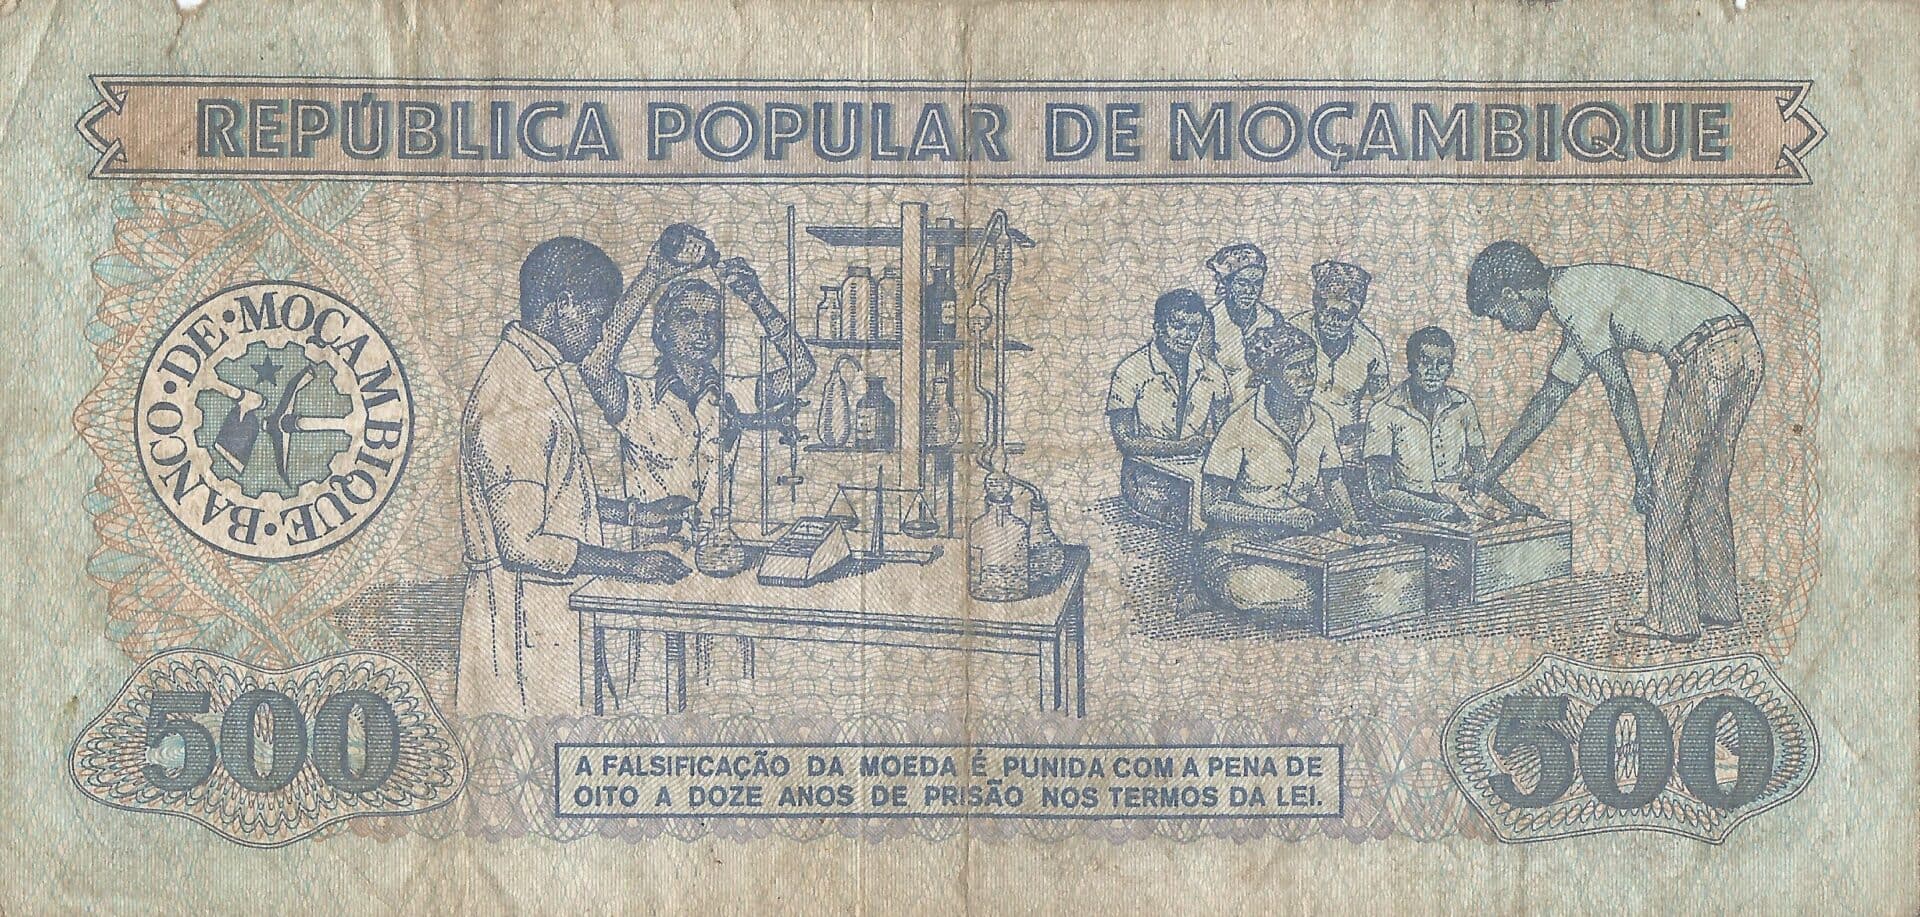 REPÚBLICA POPULAR DE MOÇAMBIQUE
BANCO·DE·MOÇAMBIQUE·
500
A FALSIFICAÇÃO DA MOEDA É PUNIDA COM A PENA DE
OITO A DOZE ANOS DE PRISÃO NOS TERMOS DA LEI.
500